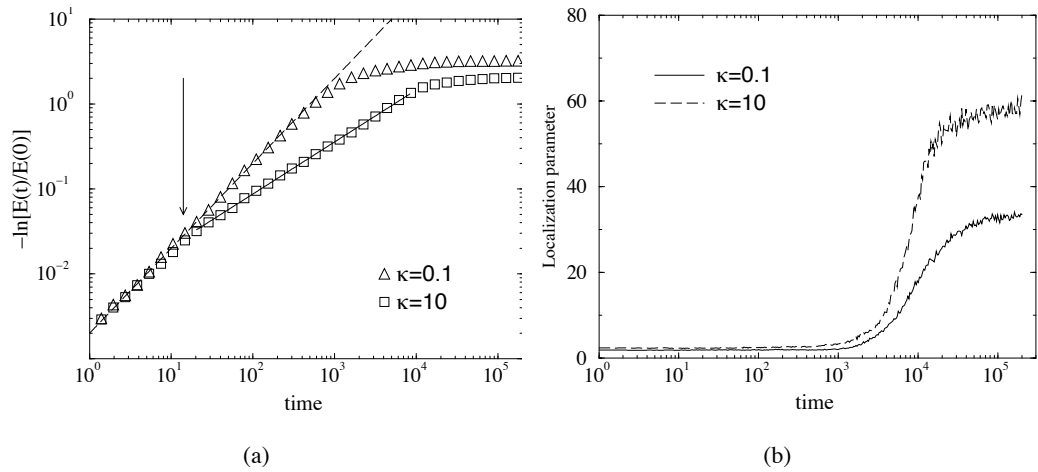 −ln[E(t)/E(0)]
10^1
10^0
10^−1
10^−2
κ=0.1
κ=10
10^0 10^1 10^2 10^3 10^4 10^5
time
(a)
Localization parameter
80
60
40
20
0
κ=0.1
κ=10
10^0 10^1 10^2 10^3 10^4 10^5
time
(b)